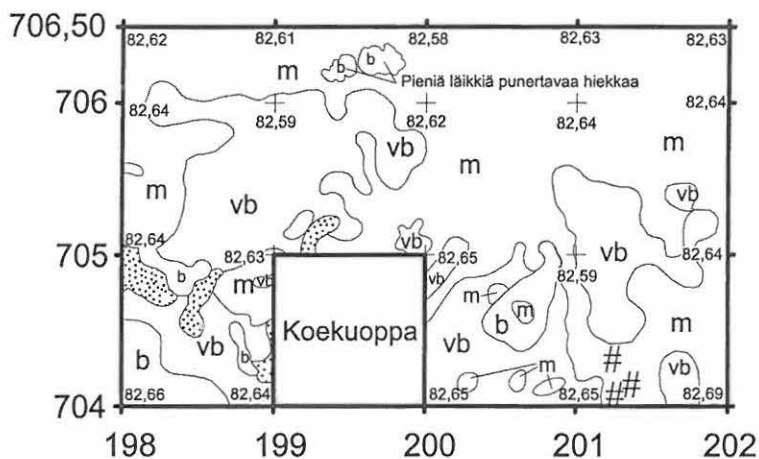 706,50
82,62 82,61 82,58 82,63 82,63
m b b
Pieniä läikkiä punertavaa hiekkaa
706
82,64 82,59 82,62 82,64 82,64
vb m m
m vb vb
705
82,64 82,63 vb 82,65 82,59 vb 82,64
b m vb vb m
Koekuoppa
b m m
b vb b vb vb
m #
# #
704
82,66 82,64 82,65 82,65 82,69
198 199 200 201 202